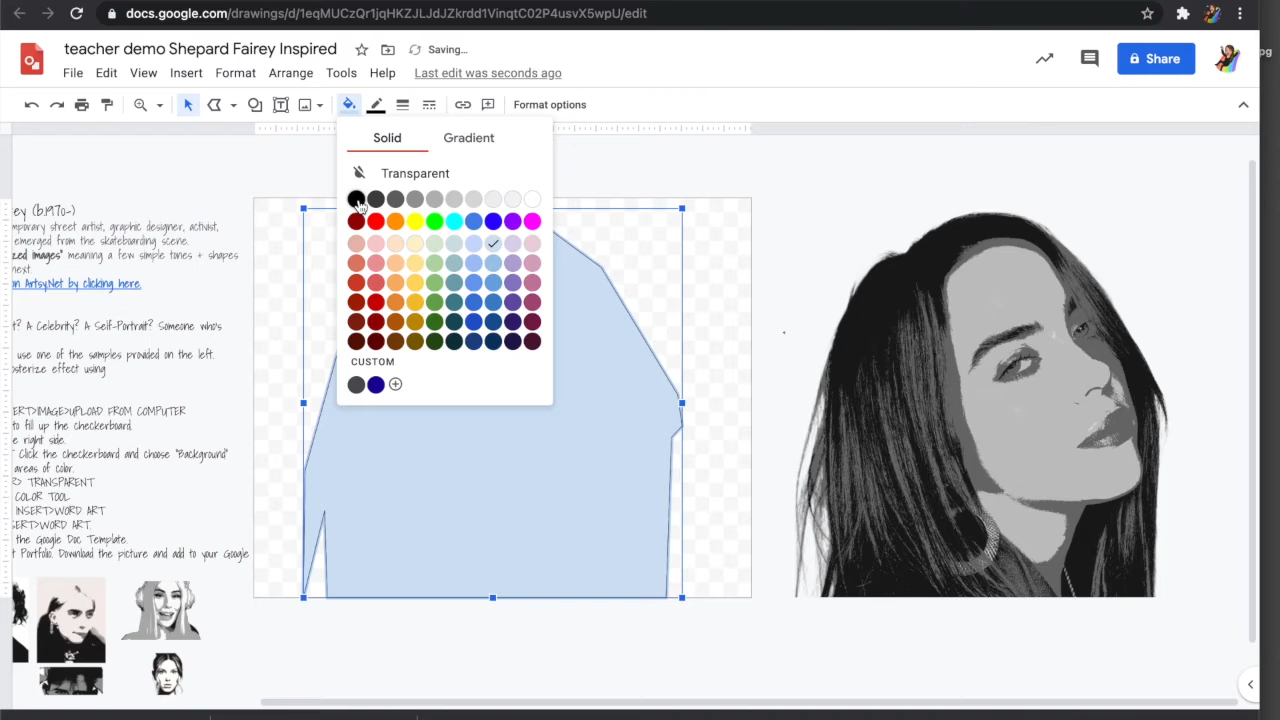 docs.google.com/drawings/d/1eqMUCzQr1jqHKZJLJdJZkrdd1VinqtC02P4usvX5wpU/edit
pg
teacher demo Shepard Fairey Inspired
Saving...
File Edit View Insert Format Arrange Tools Help Last edit was seconds ago
Share
Format options
Solid Gradient
Transparent
CUSTOM
ey (b.1970-)
mporary street artist, graphic designer, activist,
emerged from the skateboarding scene.
zed images" meaning a few simple tones + shapes
next.
on ArtsyNet by clicking here.
t? A Celebrity? A Self-Portrait? Someone who's
use one of the samples provided on the left.
osterize effect using
ERT>IMAGE>UPLOAD FROM COMPUTER
to fill up the checkerboard.
e right side.
Click the checkerboard and choose "Background"
areas of color.
> TRANSPARENT
COLOR TOOL
INSERT>WORD ART
SERT>WORD ART.
the Google Doc Template.
t Portfolio. Download the picture and add to your Google